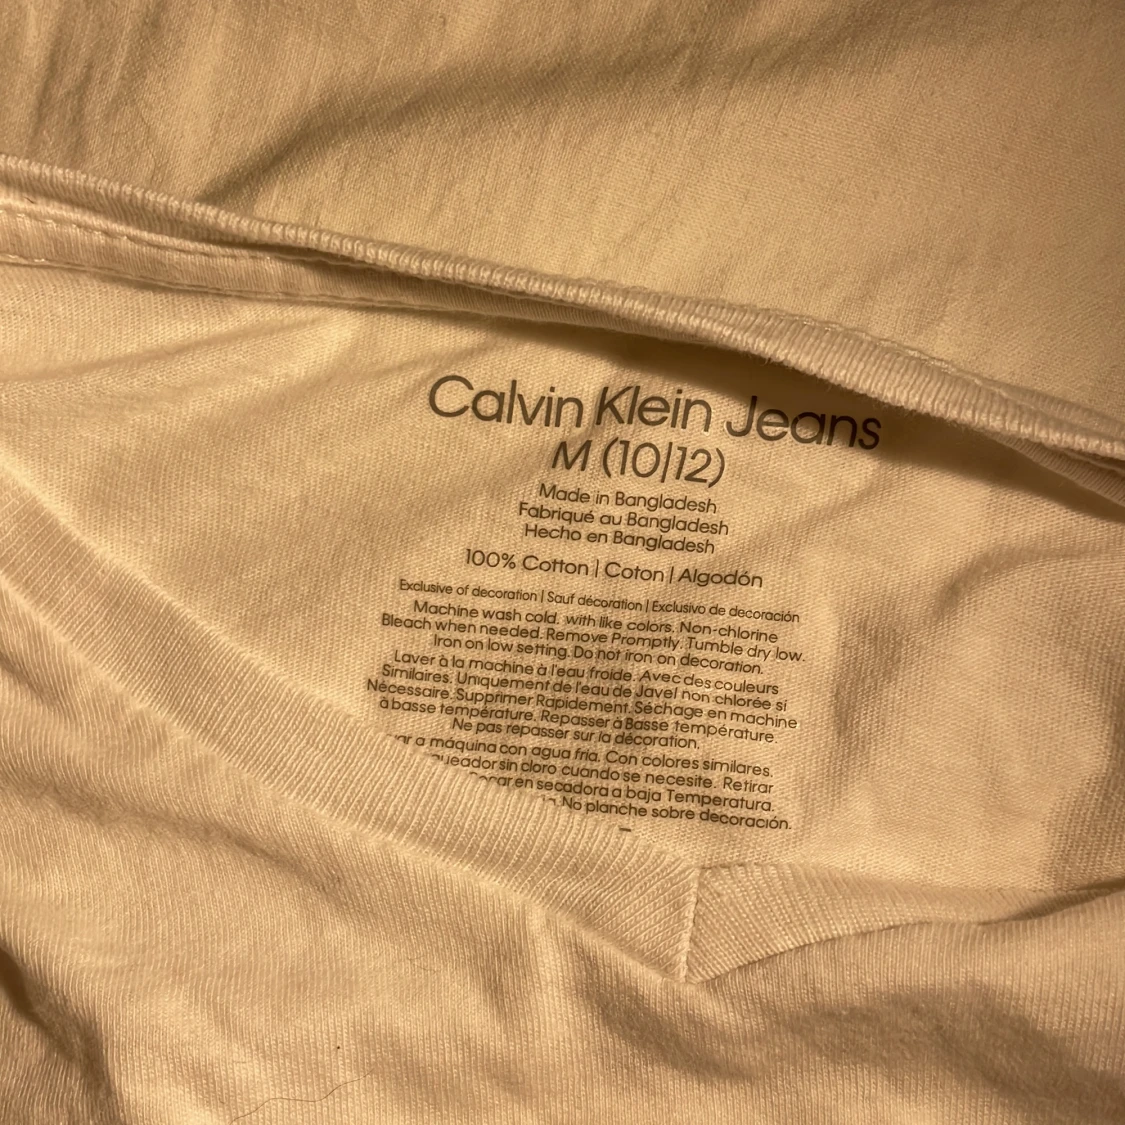 Calvin Klein Jeans
M (10|12)
Made in Bangladesh
Fabriqué au Bangladesh
Hecho en Bangladesh
100% Cotton | Coton | Algodón
Exclusive of decoration | Sauf décoration | Exclusivo de decoración
Machine wash cold. with like colors. Non-chlorine
Bleach when needed. Remove Promptly. Tumble dry low.
Iron on low setting. Do not iron on decoration.
Laver à la machine à l'eau froide. Avec des couleurs
Similaires. Uniquement de l'eau de Javel non chlorée si
Nécessaire. Supprimer Rapidement. Séchage en machine
à basse température. Repasser à Basse température.
Ne pas repasser sur la décoration.
a máquina con agua fría. Con colores similares.
sin cloro cuando se necesite. Retirar
en secadora a baja Temperatura.
No planche sobre decoración.